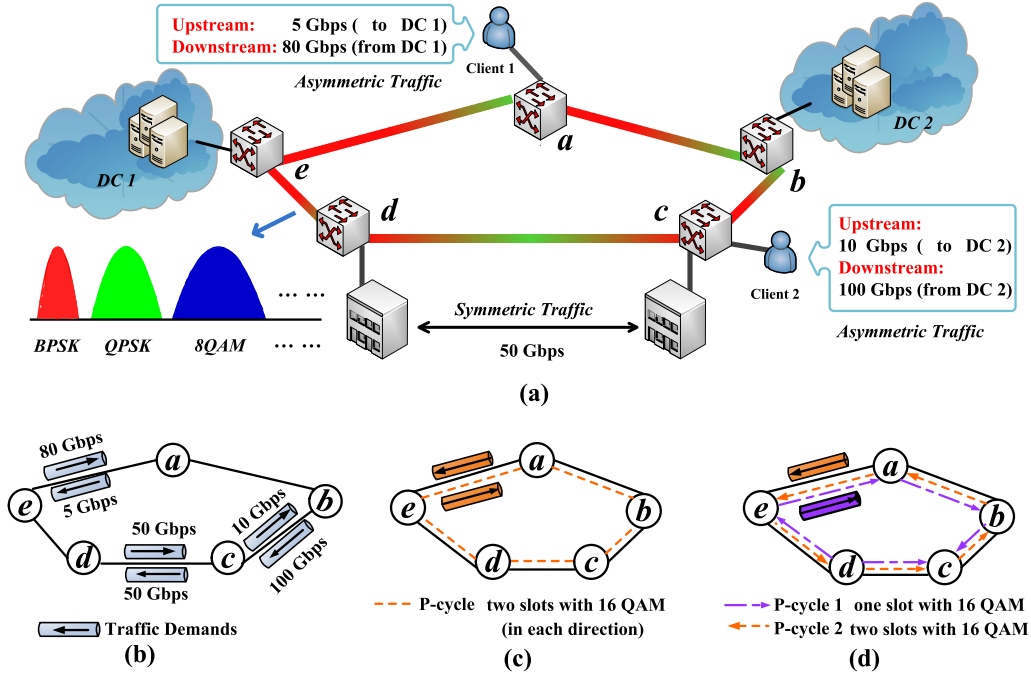 Upstream: 5 Gbps ( to DC 1)
Downstream: 80 Gbps (from DC 1)
Client 1
Asymmetric Traffic
a
DC 2
DC 1
e
b
d
c
Upstream:
10 Gbps ( to DC 2)
Downstream:
100 Gbps (from DC 2)
Client 2
Asymmetric Traffic
Symmetric Traffic
50 Gbps
BPSK QPSK 8QAM
... ... ... ...
(a)
80 Gbps
a
5 Gbps
e
b
50 Gbps
10 Gbps
d
c
50 Gbps
100 Gbps
Traffic Demands
(b)
a
e
b
d
c
P-cycle two slots with 16 QAM
(in each direction)
(c)
a
e
b
d
c
P-cycle 1 one slot with 16 QAM
P-cycle 2 two slots with 16 QAM
(d)